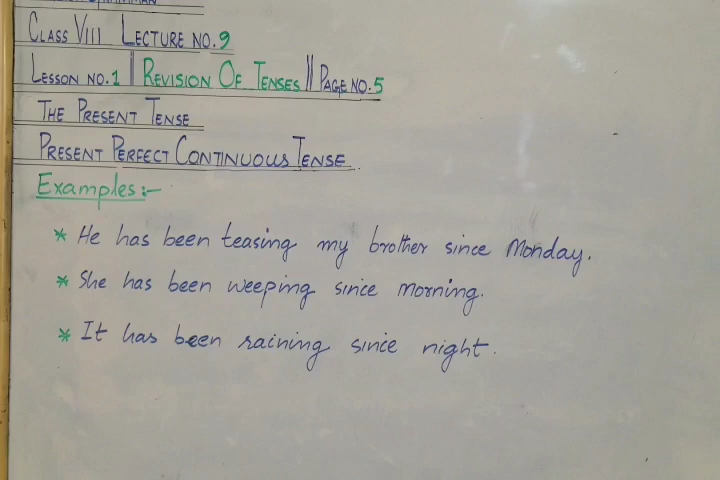 CLASS VIII LECTURE NO.9
LESSON NO.1 || REVISION OF TENSES || PAGE NO.5
THE PRESENT TENSE
PRESENT PERFECT CONTINUOUS TENSE.
Examples:-
* He has been teasing my brother since Monday.
* She has been weeping since morning.
* It has been raining since night.